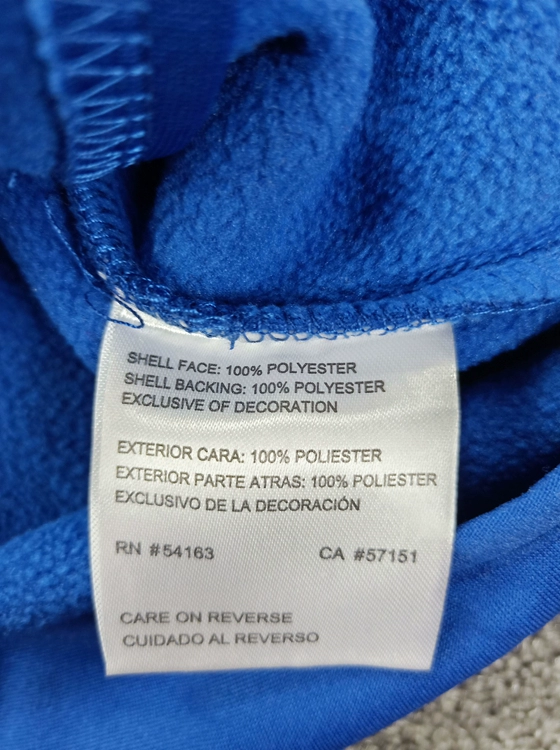 SHELL FACE: 100% POLYESTER
SHELL BACKING: 100% POLYESTER
EXCLUSIVE OF DECORATION
EXTERIOR CARA: 100% POLIESTER
EXTERIOR PARTE ATRAS: 100% POLIESTER
EXCLUSIVO DE LA DECORACIÓN
RN #54163 CA #57151
CARE ON REVERSE
CUIDADO AL REVERSO